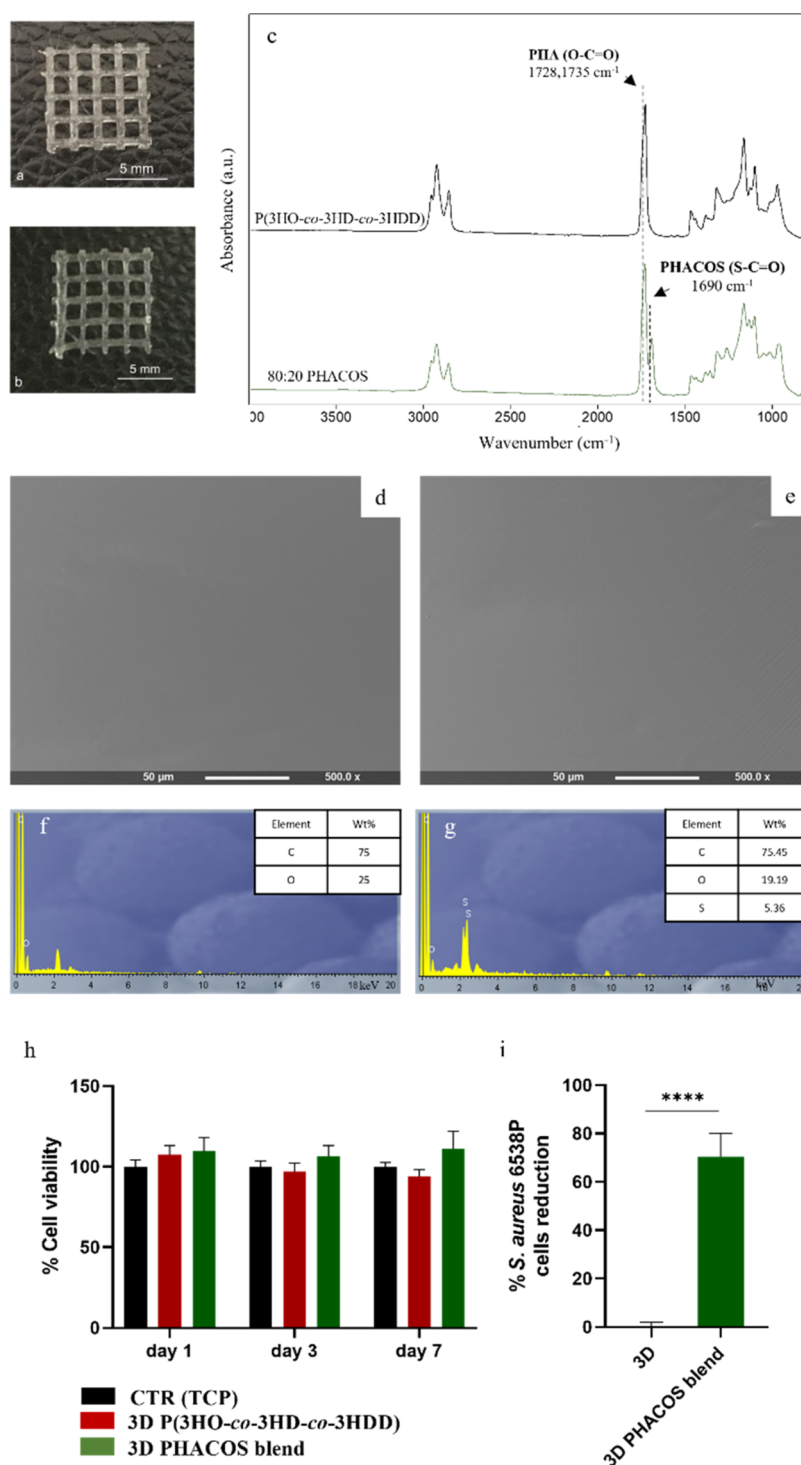 a
5 mm
b
5 mm
c
PHA (O-C=O)
1728,1735 cm-1
P(3HO-co-3HD-co-3HDD)
PHACOS (S-C=O)
1690 cm-1
80:20 PHACOS
Absorbance (a.u.)
00 3500 3000 2500 2000 1500 1000
Wavenumber (cm-1)
d
50 µm 500.0 x
e
50 µm 500.0 x
f
Element Wt%
C 75
O 25
O
0 2 4 6 8 10 12 14 16 18 20
keV
g
Element Wt%
C 75.45
O 19.19
S 5.36
S
S
O
0 2 4 6 8 10 12 14 16 18 20
keV
h
% Cell viability
150
100
50
0
day 1 day 3 day 7
CTR (TCP)
3D P(3HO-co-3HD-co-3HDD)
3D PHACOS blend
i
% S. aureus 6538P
cells reduction
100
80
60
40
20
0
****
3D
3D PHACOS blend